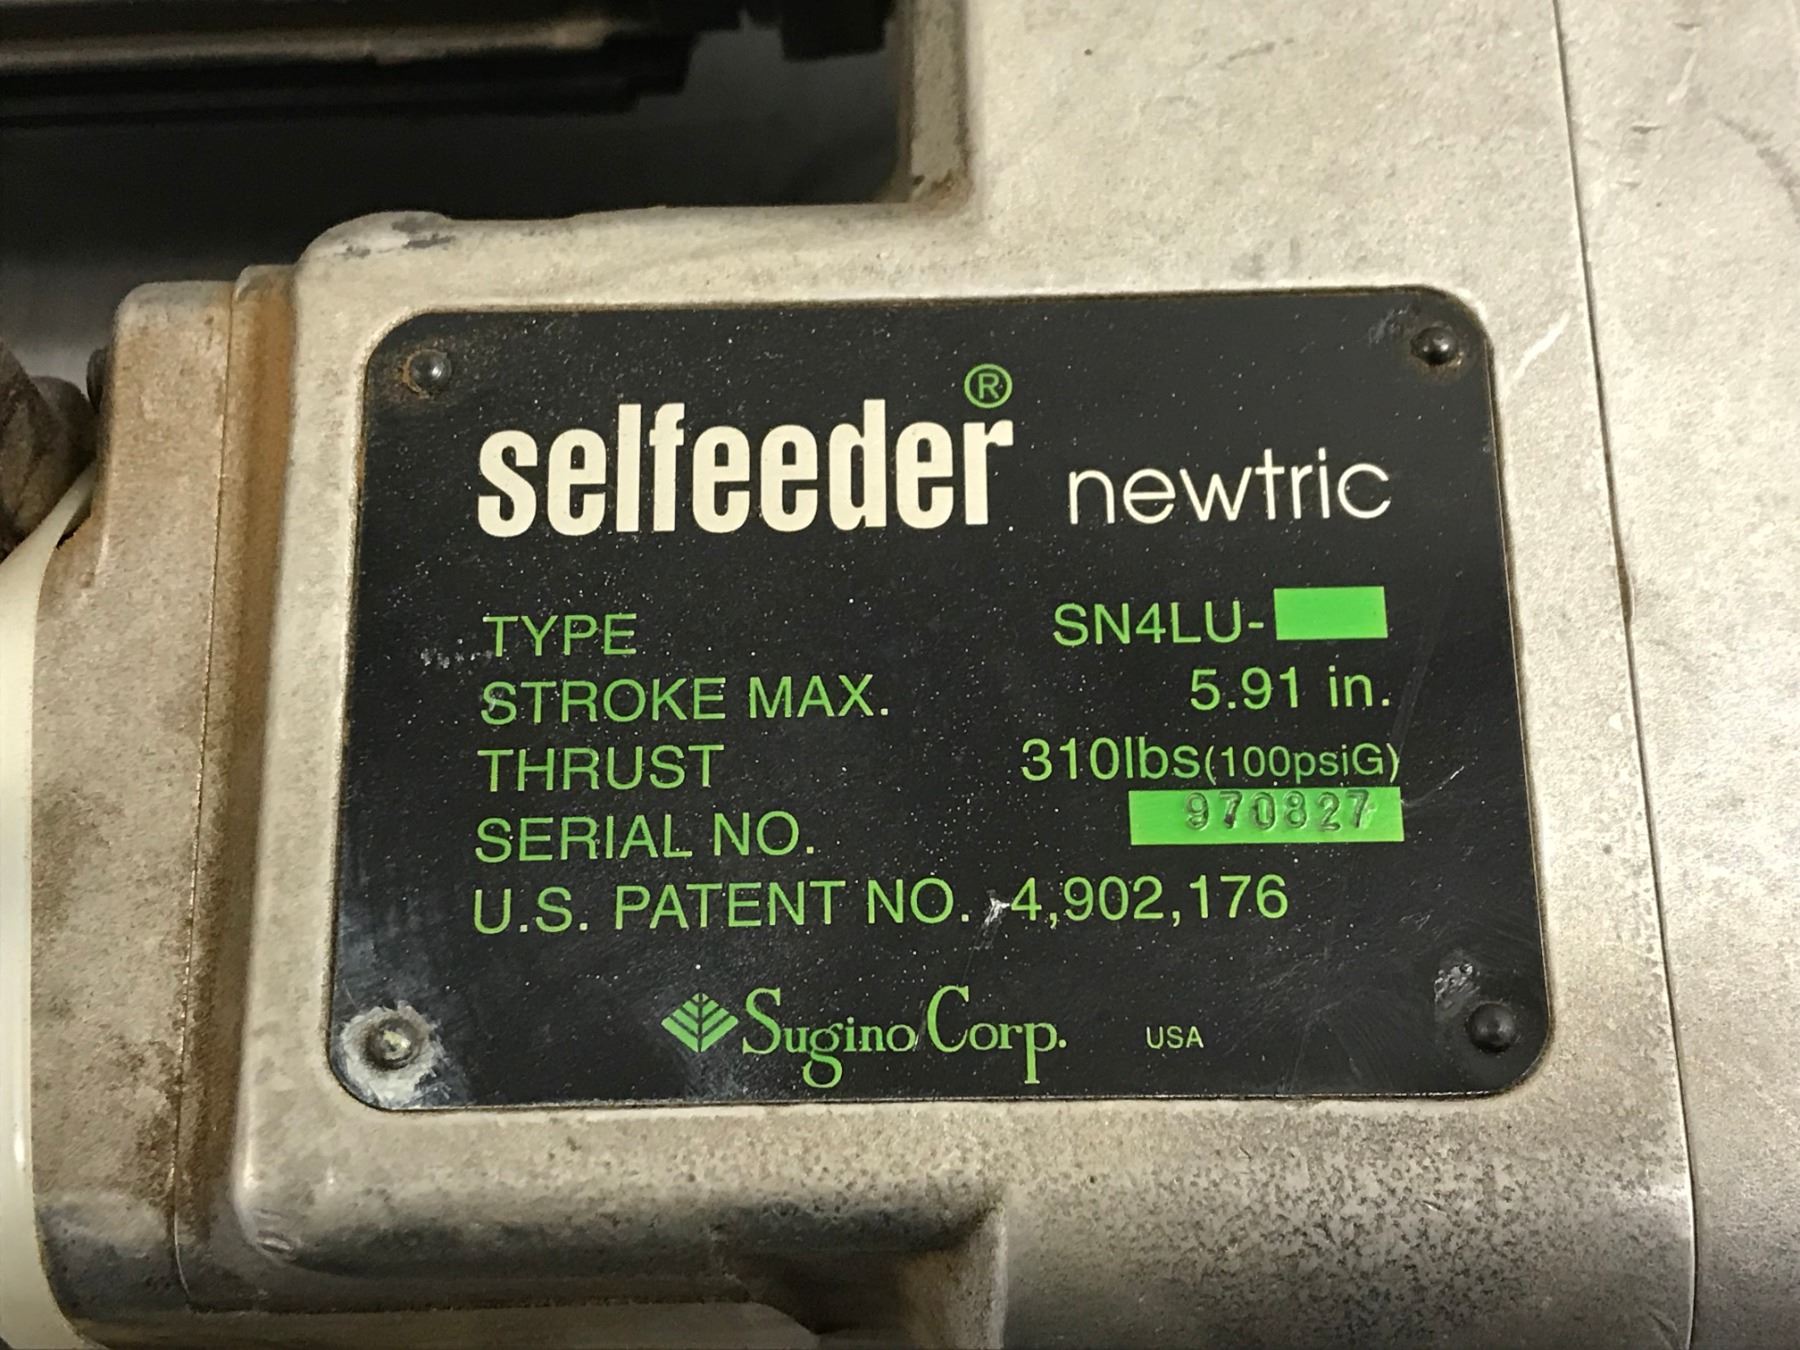 selfeeder® newtric
TYPE SN4LU-
STROKE MAX. 5.91 in.
THRUST 310lbs(100psiG)
SERIAL NO. 970827
U.S. PATENT NO. 4,902,176
Sugino Corp. USA